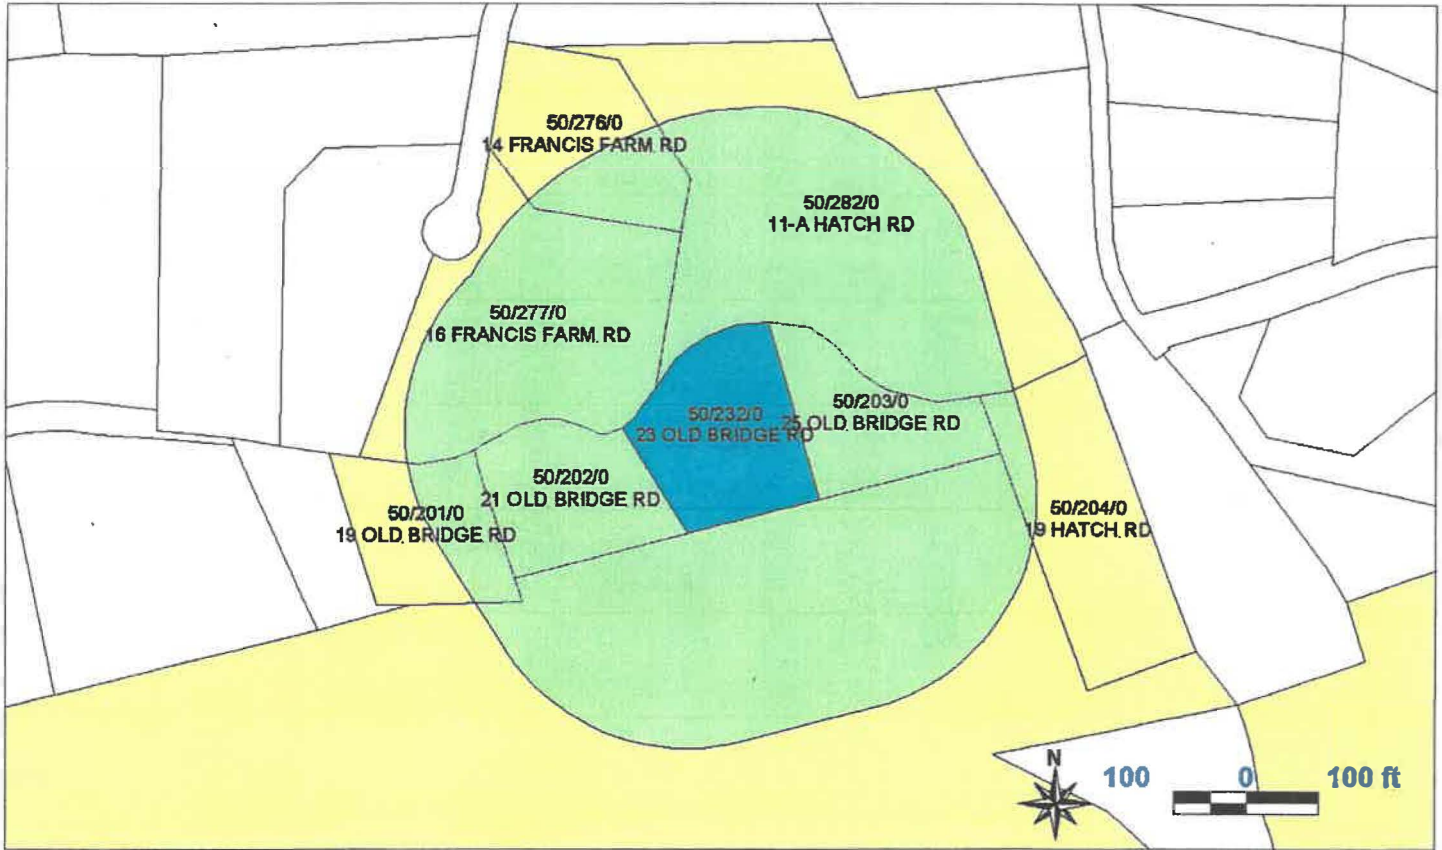 50/276/0
14 FRANCIS FARM RD
50/282/0
11-A HATCH RD
50/277/0
16 FRANCIS FARM RD
50/232/0
23 OLD BRIDGE RD
50/203/0
25 OLD BRIDGE RD
50/202/0
21 OLD BRIDGE RD
50/201/0
19 OLD BRIDGE RD
50/204/0
19 HATCH RD
N
100 0 100 ft